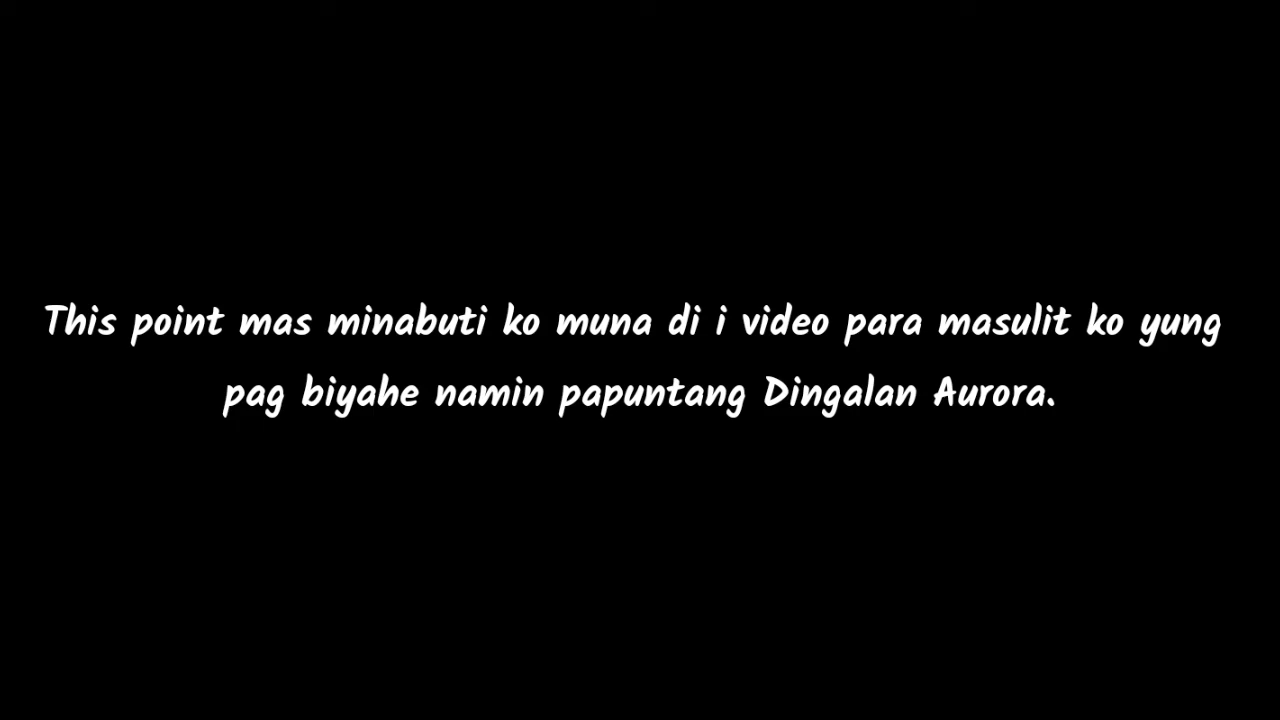 This point mas minabuti ko muna di i video para masulit ko yung
pag biyahe namin papuntang Dingalan Aurora.